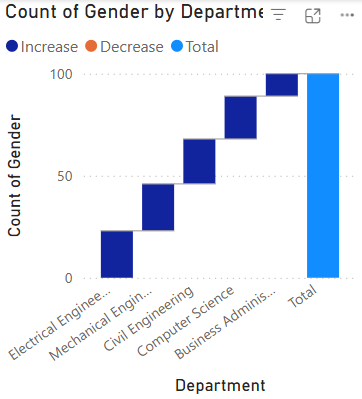 Count of Gender by Departme
Increase Decrease Total
100
50
0
Count of Gender
Electrical Enginee...
Mechanical Engin...
Civil Engineering
Computer Science
Business Adminis...
Total
Department